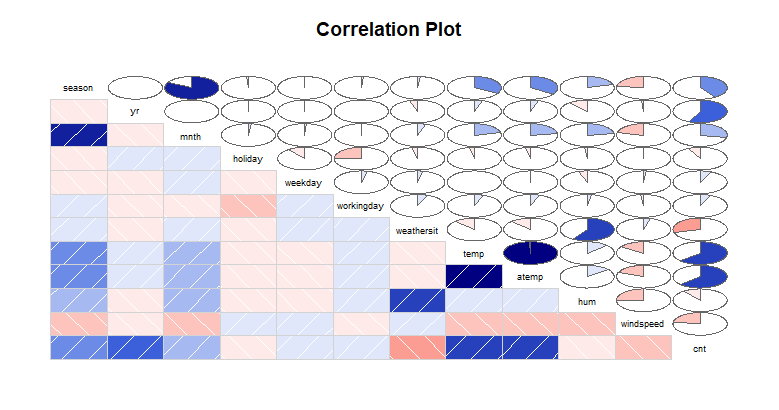 Correlation Plot
season
yr
mnth
holiday
weekday
workingday
weathersit
temp
atemp
hum
windspeed
cnt